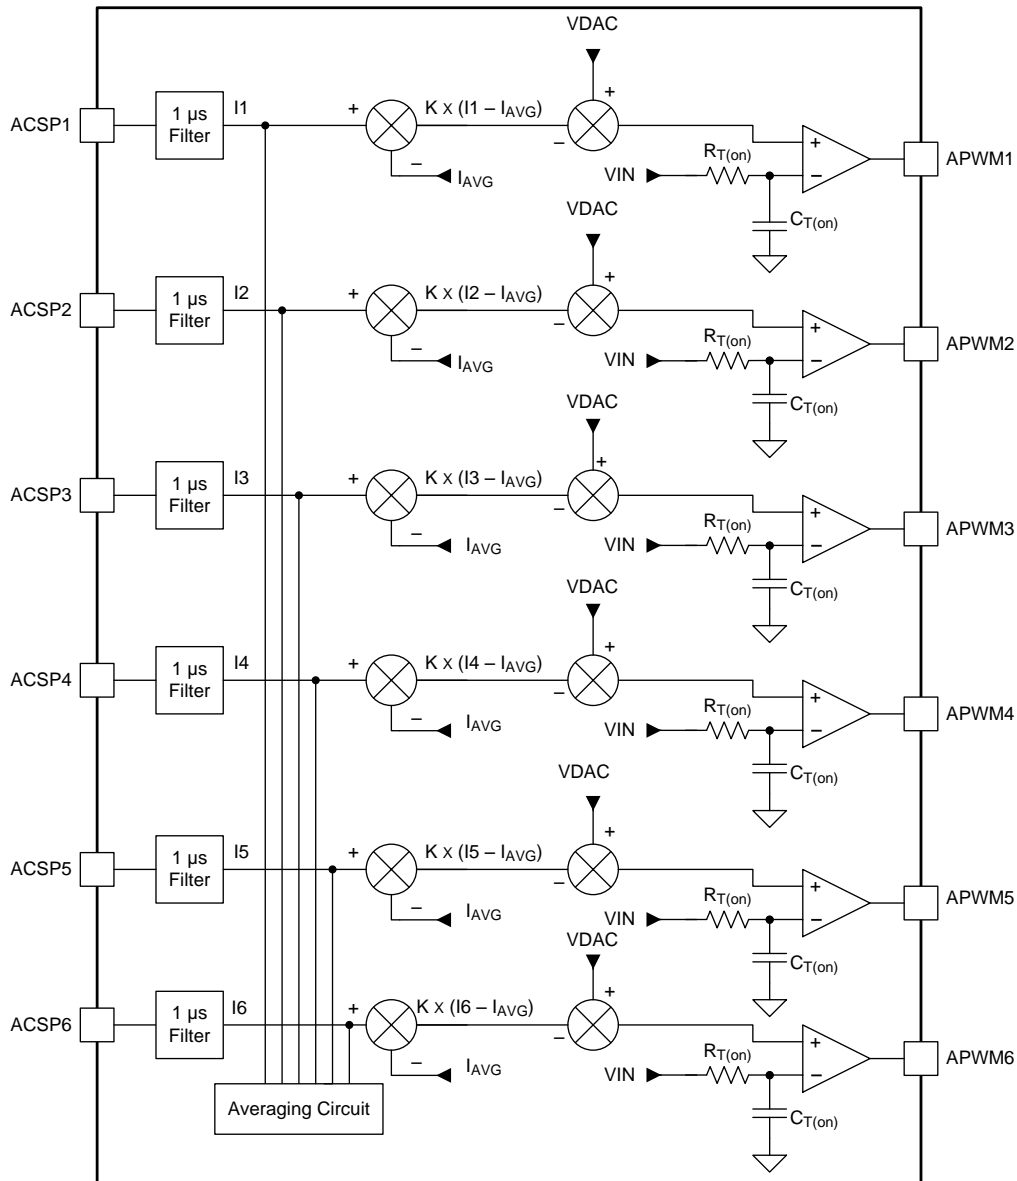 VDAC
ACSP1
1 µs
Filter
I1
+
K x (I1 – IAVG)
+
–
–
IAVG
VIN
RT(on)
+
–
CT(on)
APWM1
VDAC
ACSP2
1 µs
Filter
I2
+
K x (I2 – IAVG)
+
–
–
IAVG
VIN
RT(on)
+
–
CT(on)
APWM2
VDAC
ACSP3
1 µs
Filter
I3
+
K x (I3 – IAVG)
+
–
–
IAVG
VIN
RT(on)
+
–
CT(on)
APWM3
VDAC
ACSP4
1 µs
Filter
I4
+
K x (I4 – IAVG)
+
–
–
IAVG
VIN
RT(on)
+
–
CT(on)
APWM4
VDAC
ACSP5
1 µs
Filter
I5
+
K x (I5 – IAVG)
+
–
–
IAVG
VIN
RT(on)
+
–
CT(on)
APWM5
VDAC
ACSP6
1 µs
Filter
I6
+
K x (I6 – IAVG)
+
–
–
IAVG
VIN
RT(on)
+
–
CT(on)
APWM6
Averaging Circuit